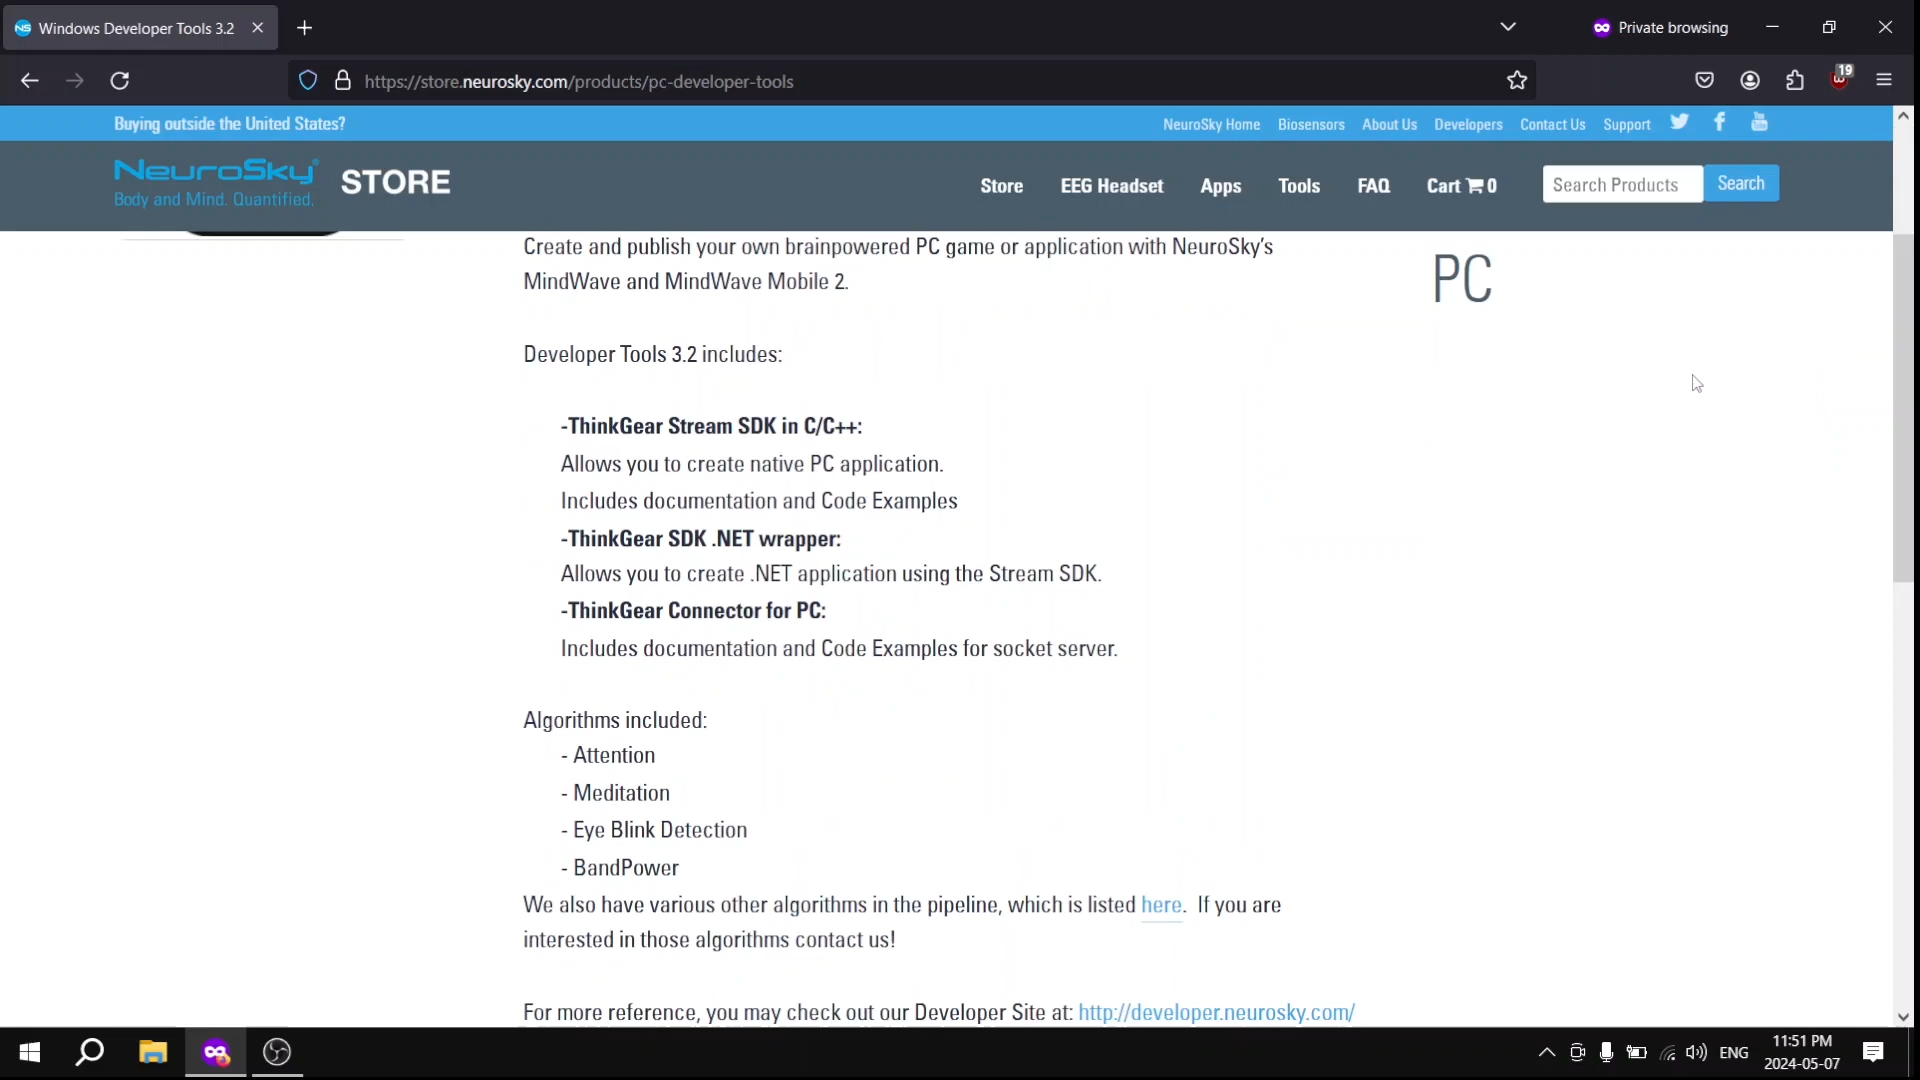 Windows Developer Tools 3.2
Private browsing
https://store.neurosky.com/products/pc-developer-tools
19
Buying outside the United States?
NeuroSky Home Biosensors About Us Developers Contact Us Support
NeuroSky STORE
Body and Mind. Quantified.
Store EEG Headset Apps Tools FAQ Cart 0 Search Products Search
Create and publish your own brainpowered PC game or application with NeuroSky’s
MindWave and MindWave Mobile 2.
PC
Developer Tools 3.2 includes:
-ThinkGear Stream SDK in C/C++:
Allows you to create native PC application.
Includes documentation and Code Examples
-ThinkGear SDK .NET wrapper:
Allows you to create .NET application using the Stream SDK.
-ThinkGear Connector for PC:
Includes documentation and Code Examples for socket server.
Algorithms included:
- Attention
- Meditation
- Eye Blink Detection
- BandPower
We also have various other algorithms in the pipeline, which is listed here. If you are
interested in those algorithms contact us!
For more reference, you may check out our Developer Site at: http://developer.neurosky.com/
ENG
11:51 PM
2024-05-07